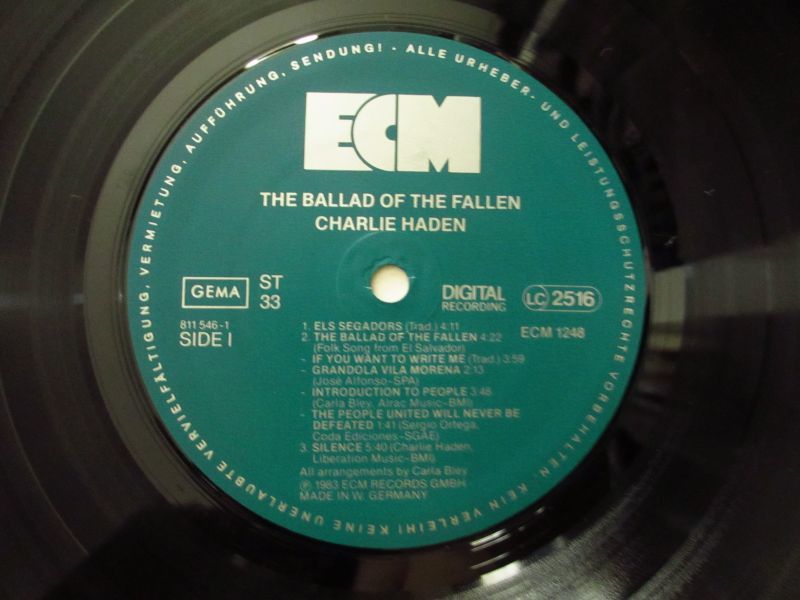 KEINE UNERLAUBTE VERVIELFÄLTIGUNG, VERMIETUNG, AUFFÜHRUNG, SENDUNG! - ALLE URHEBER- UND LEISTUNGSSCHUTZRECHTE VORBEHALTEN. KEIN VERLEIH!
ECM
THE BALLAD OF THE FALLEN
CHARLIE HADEN
GEMA
ST
33
DIGITAL
RECORDING
LC 2516
811 546-1
SIDE I
ECM 1248
1. ELS SEGADORS (Trad.) 4:11
2. THE BALLAD OF THE FALLEN 4:22
(Folk Song from El Salvador)
- IF YOU WANT TO WRITE ME (Trad.) 3:59
- GRANDOLA VILA MORENA 2:13
(José Alfonso-SPA)
- INTRODUCTION TO PEOPLE 3:48
(Carla Bley, Alrac Music-BMI)
- THE PEOPLE UNITED WILL NEVER BE
DEFEATED 1:41 (Sergio Ortega,
Coda Ediciones-SGAE)
3. SILENCE 5:40 (Charlie Haden,
Liberation Music-BMI)
All arrangements by Carla Bley
℗ 1983 ECM RECORDS GMBH
MADE IN W. GERMANY